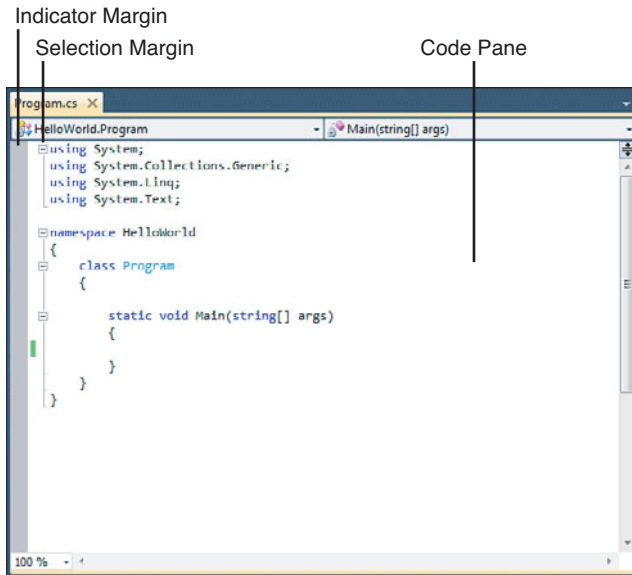 Indicator Margin
Selection Margin
Code Pane
Program.cs
HelloWorld.Program
Main(string[] args)
using System;
using System.Collections.Generic;
using System.Linq;
using System.Text;
namespace HelloWorld
{
class Program
{
static void Main(string[] args)
{
}
}
}
100 %